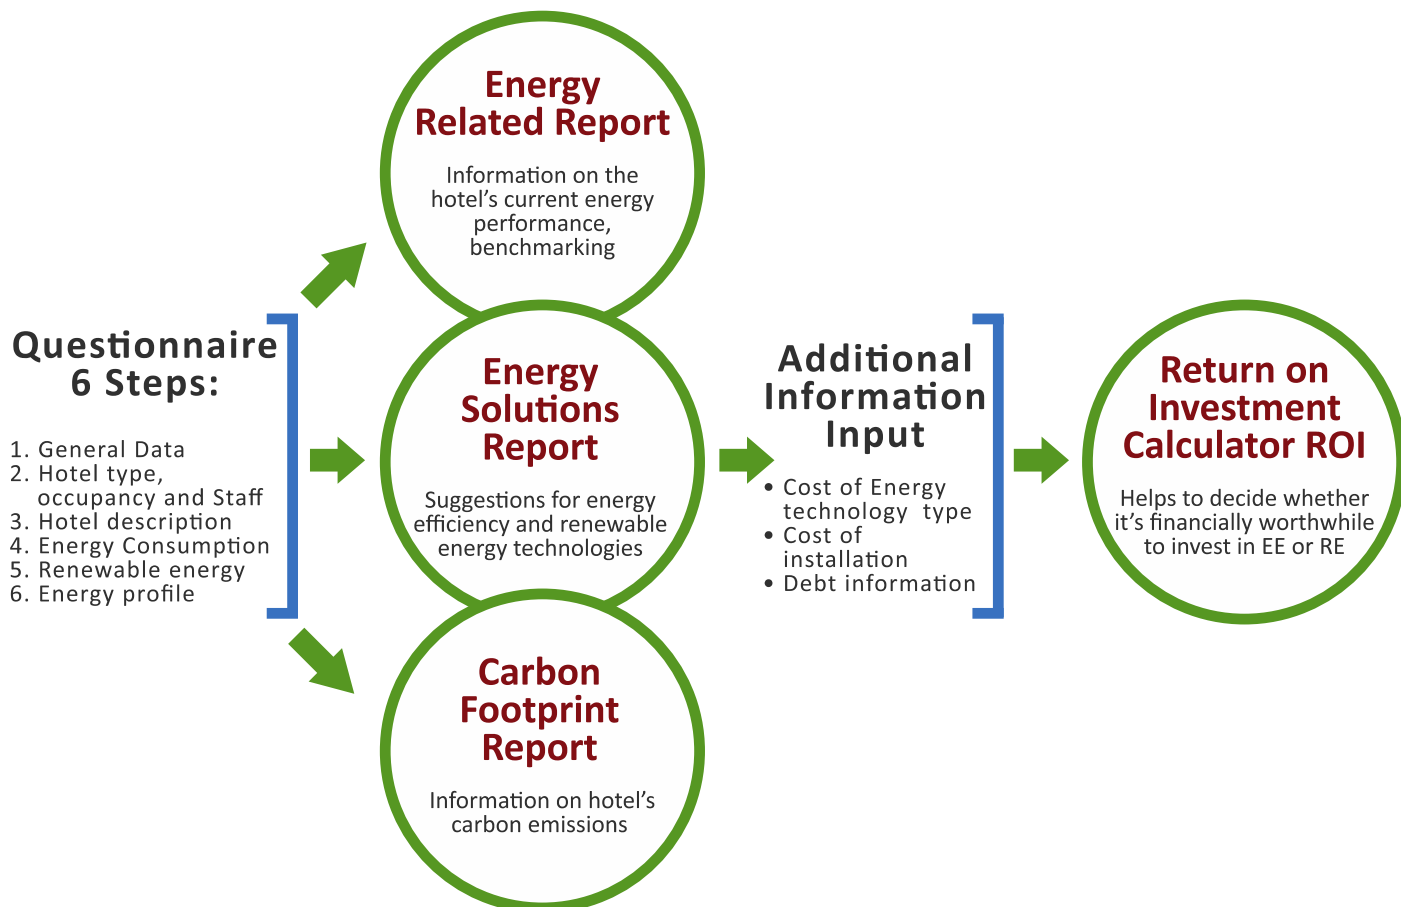 Questionnaire
6 Steps:
1. General Data
2. Hotel type,
occupancy and Staff
3. Hotel description
4. Energy Consumption
5. Renewable energy
6. Energy profile
Energy
Related Report
Information on the
hotel’s current energy
performance,
benchmarking
Energy
Solutions
Report
Suggestions for energy
efficiency and renewable
energy technologies
Carbon
Footprint
Report
Information on hotel’s
carbon emissions
Additional
Information
Input
• Cost of Energy
technology type
• Cost of
installation
• Debt information
Return on
Investment
Calculator ROI
Helps to decide whether
it’s financially worthwhile
to invest in EE or RE